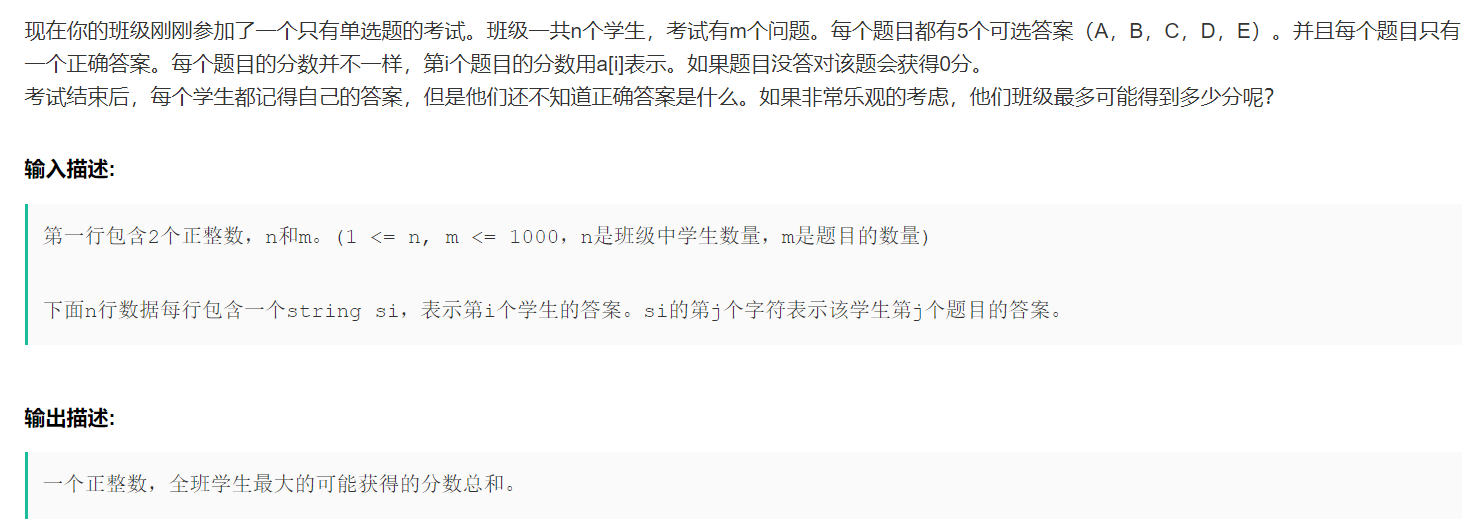 现在你的班级刚刚参加了一个只有单选题的考试。班级一共n个学生，考试有m个问题。每个题目都有5个可选答案（A，B，C，D，E）。并且每个题目只有
一个正确答案。每个题目的分数并不一样，第i个题目的分数用a[i]表示。如果题目没答对该题会获得0分。
考试结束后，每个学生都记得自己的答案，但是他们还不知道正确答案是什么。如果非常乐观的考虑，他们班级最多可能得到多少分呢？
输入描述:
第一行包含2个正整数，n和m。(1 <= n, m <= 1000，n是班级中学生数量，m是题目的数量)
下面n行数据每行包含一个string si，表示第i个学生的答案。si的第j个字符表示该学生第j个题目的答案。
输出描述:
一个正整数，全班学生最大的可能获得的分数总和。